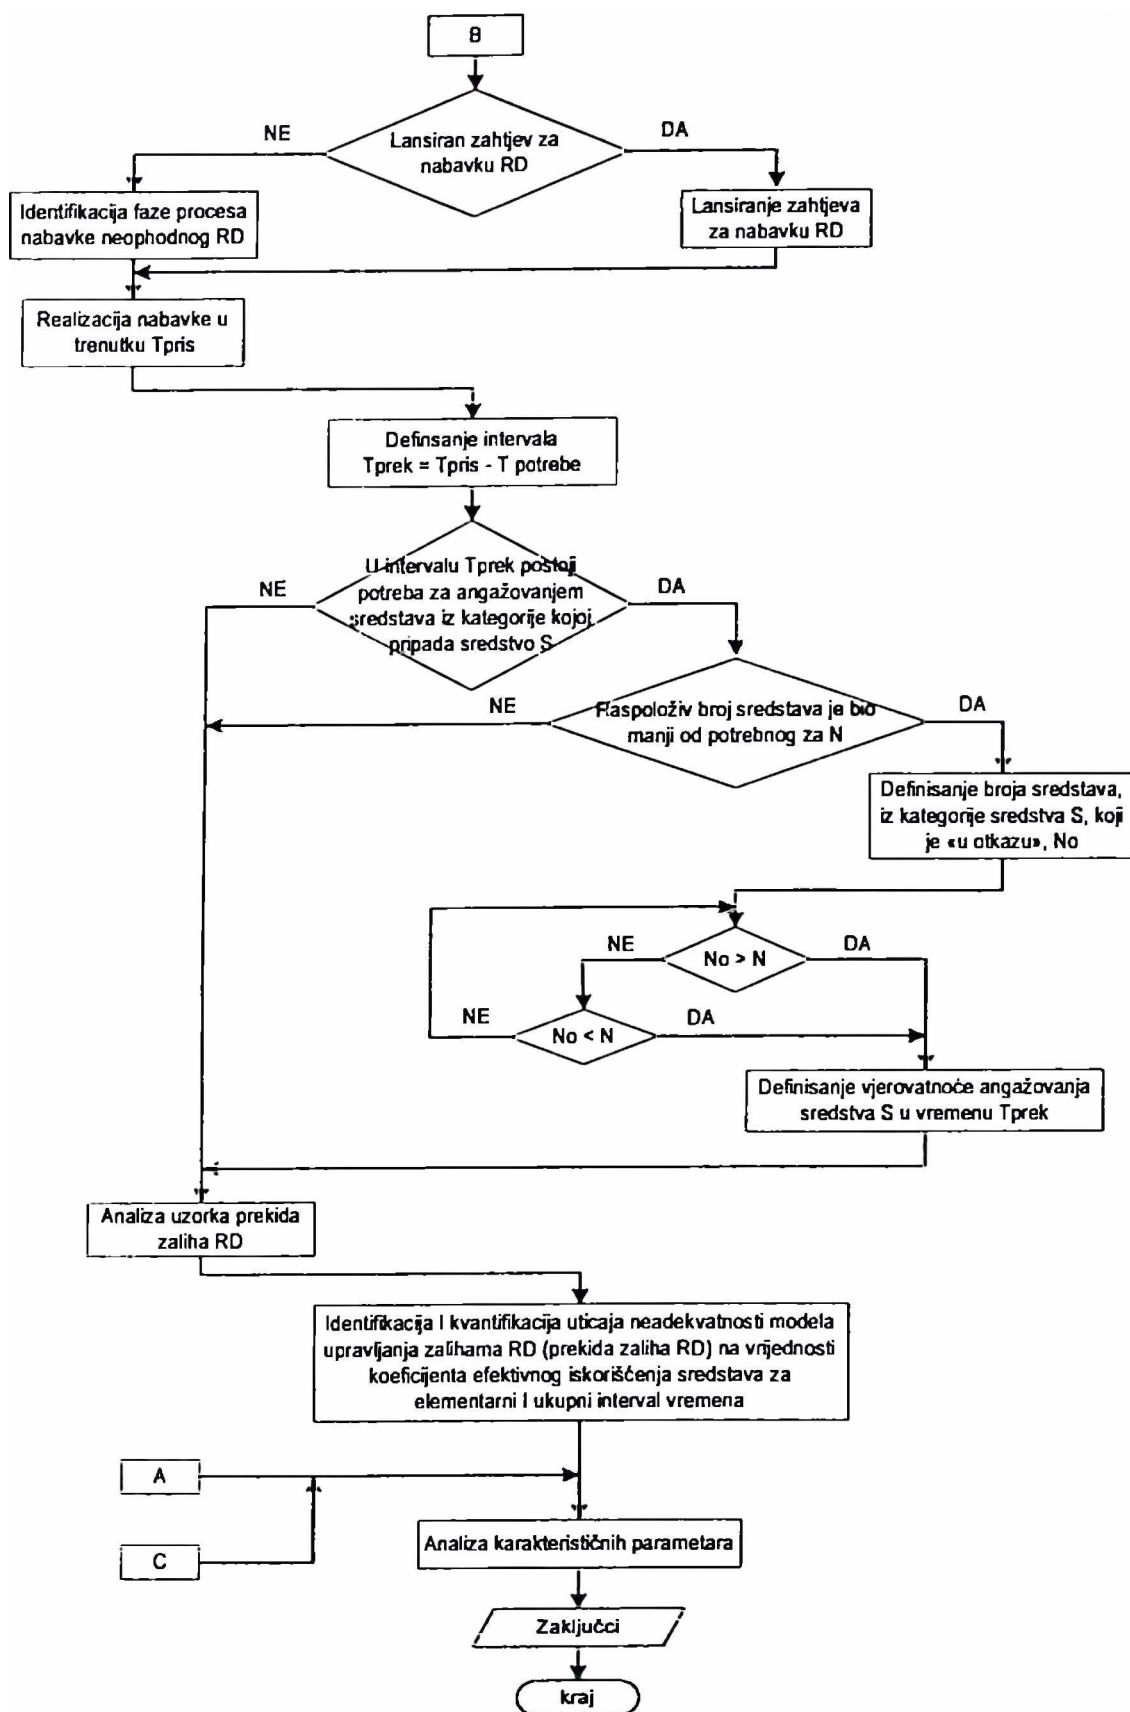 B
Lansiran zahtjev za
nabavku RD
NE
DA
Identifikacija faze procesa
nabavke neophodnog RD
Lansiranje zahtjeva
za nabavku RD
Realizacija nabavke u
trenutku Tpris
Definsanje intervala
Tprek = Tpris - T potrebe
U intervalu Tprek postoji
potreba za angažovanjem
sredstava iz kategorije kojoj
pripada sredstvo S
NE
DA
Raspoloživ broj sredstava je bio
manji od potrebnog za N
NE
DA
Definisanje broja sredstava,
iz kategorije sredstva S, koji
je «u otkazu», No
No > N
NE
DA
No < N
NE
DA
Definisanje vjerovatnoće angažovanja
sredstva S u vremenu Tprek
Analiza uzorka prekida
zaliha RD
Identifikacija I kvantifikacija uticaja neadekvatnosti modela
upravljanja zalihama RD (prekida zaliha RD) na vrijednosti
koeficijenta efektivnog iskorišćenja sredstava za
elementarni I ukupni interval vremena
A
C
Analiza karakterističnih parametara
Zaključci
kraj